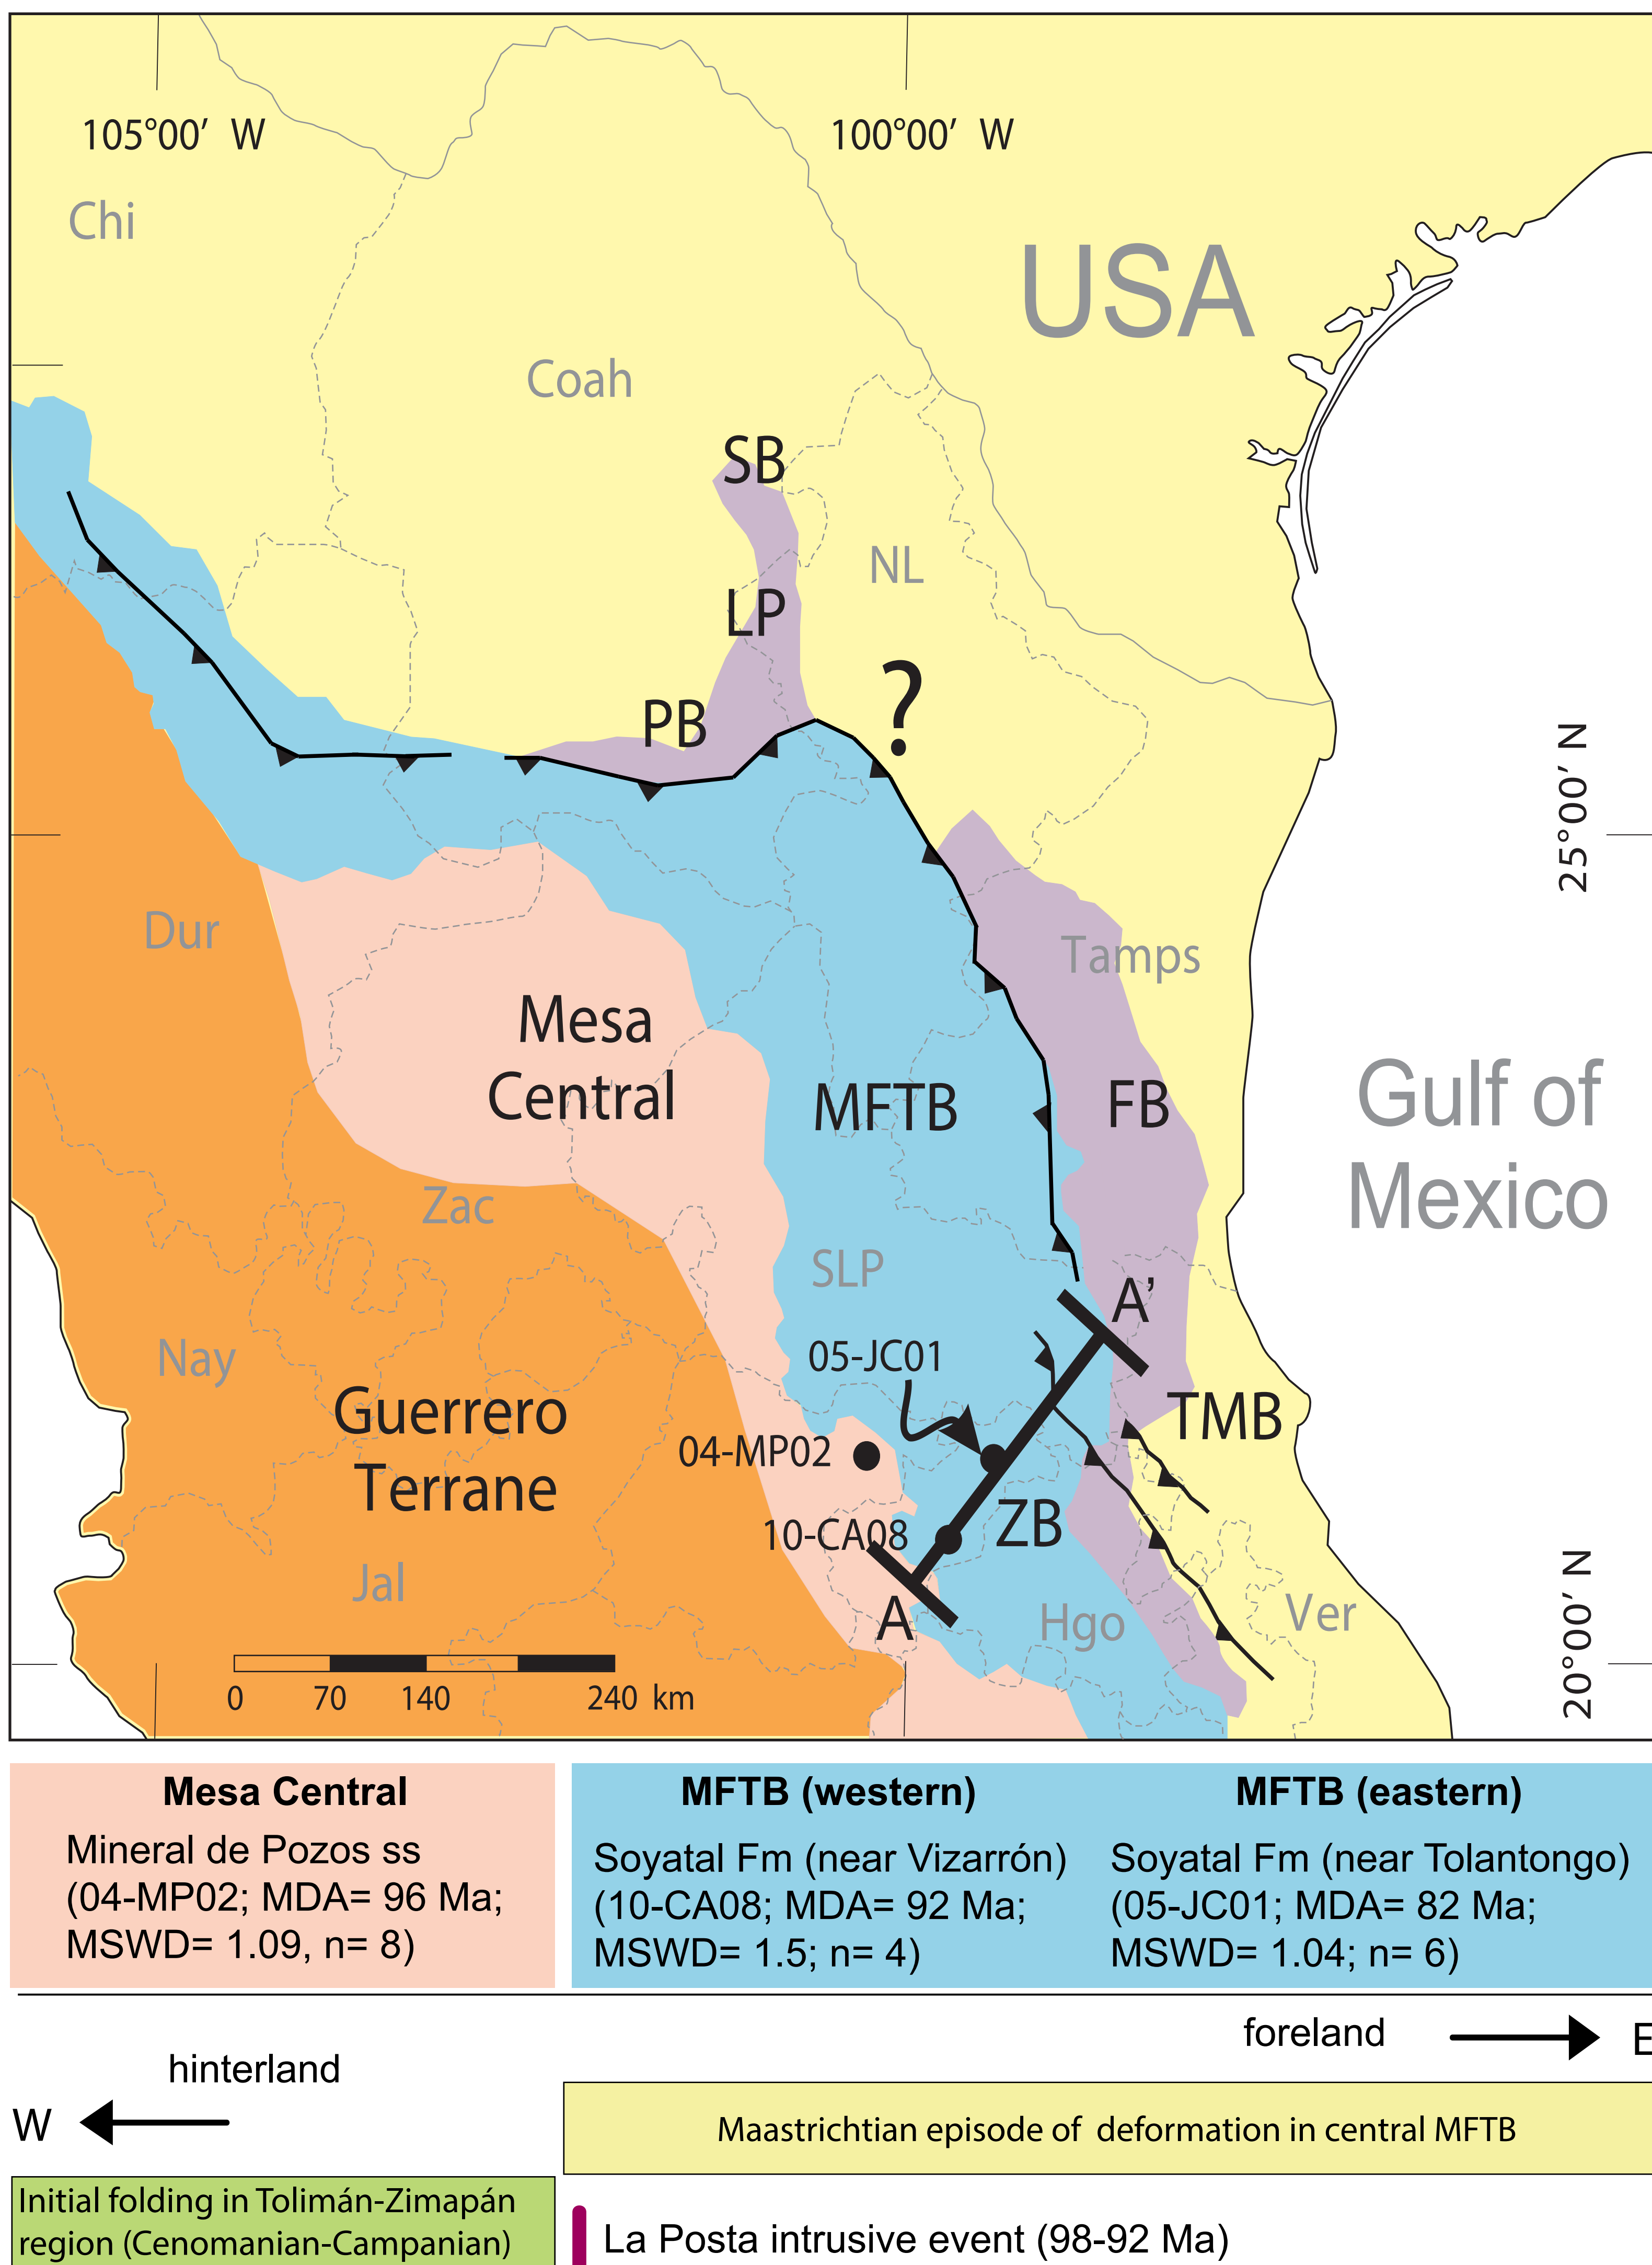 105°00′ W
100°00′ W
Chi
USA
Coah
SB
NL
LP
?
PB
25°00′ N
Dur
Tamps
Mesa
Central
MFTB
FB
Gulf of
Mexico
Zac
SLP
A’
05-JC01
Nay
Guerrero
Terrane
TMB
04-MP02
ZB
10-CA08
Jal
A
Hgo
Ver
20°00′ N
0 70 140 240 km
Mesa Central
Mineral de Pozos ss
(04-MP02; MDA= 96 Ma;
MSWD= 1.09, n= 8)
MFTB (western)
Soyatal Fm (near Vizarrón)
(10-CA08; MDA= 92 Ma;
MSWD= 1.5; n= 4)
MFTB (eastern)
Soyatal Fm (near Tolantongo)
(05-JC01; MDA= 82 Ma;
MSWD= 1.04; n= 6)
foreland
E
hinterland
W
Maastrichtian episode of deformation in central MFTB
Initial folding in Tolimán-Zimapán
region (Cenomanian-Campanian)
La Posta intrusive event (98-92 Ma)